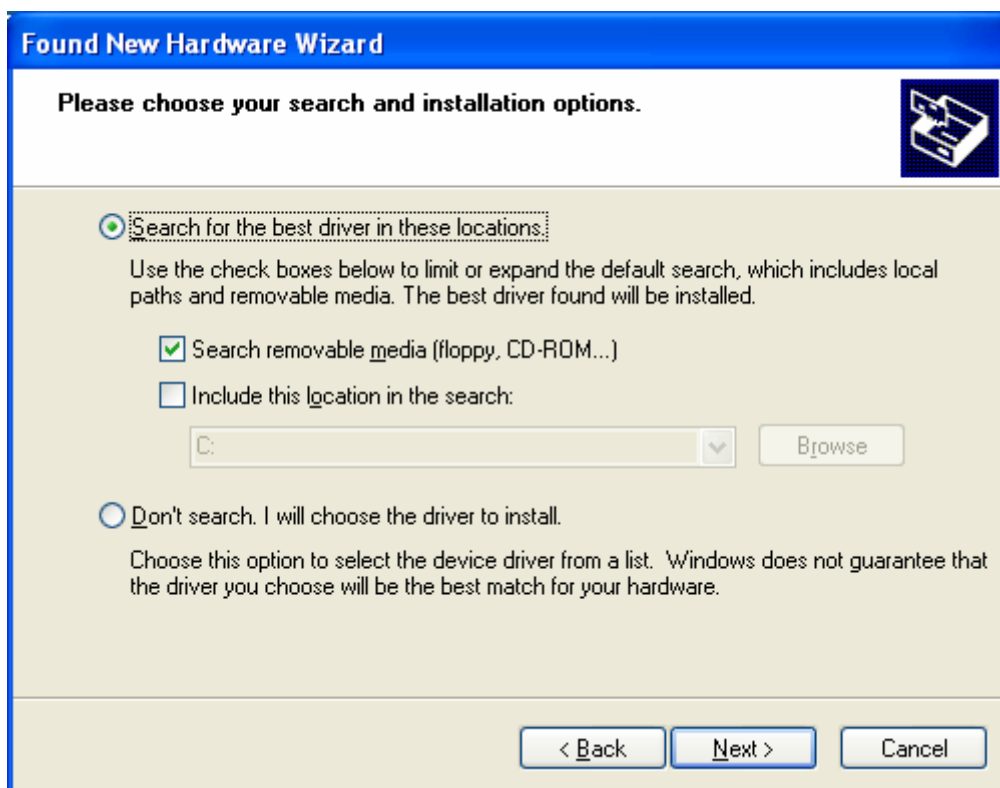 Found New Hardware Wizard
Please choose your search and installation options.
Search for the best driver in these locations.
Use the check boxes below to limit or expand the default search, which includes local
paths and removable media. The best driver found will be installed.
Search removable media (floppy, CD-ROM...)
Include this location in the search:
C:
Browse
Don't search. I will choose the driver to install.
Choose this option to select the device driver from a list.  Windows does not guarantee that
the driver you choose will be the best match for your hardware.
< Back
Next >
Cancel